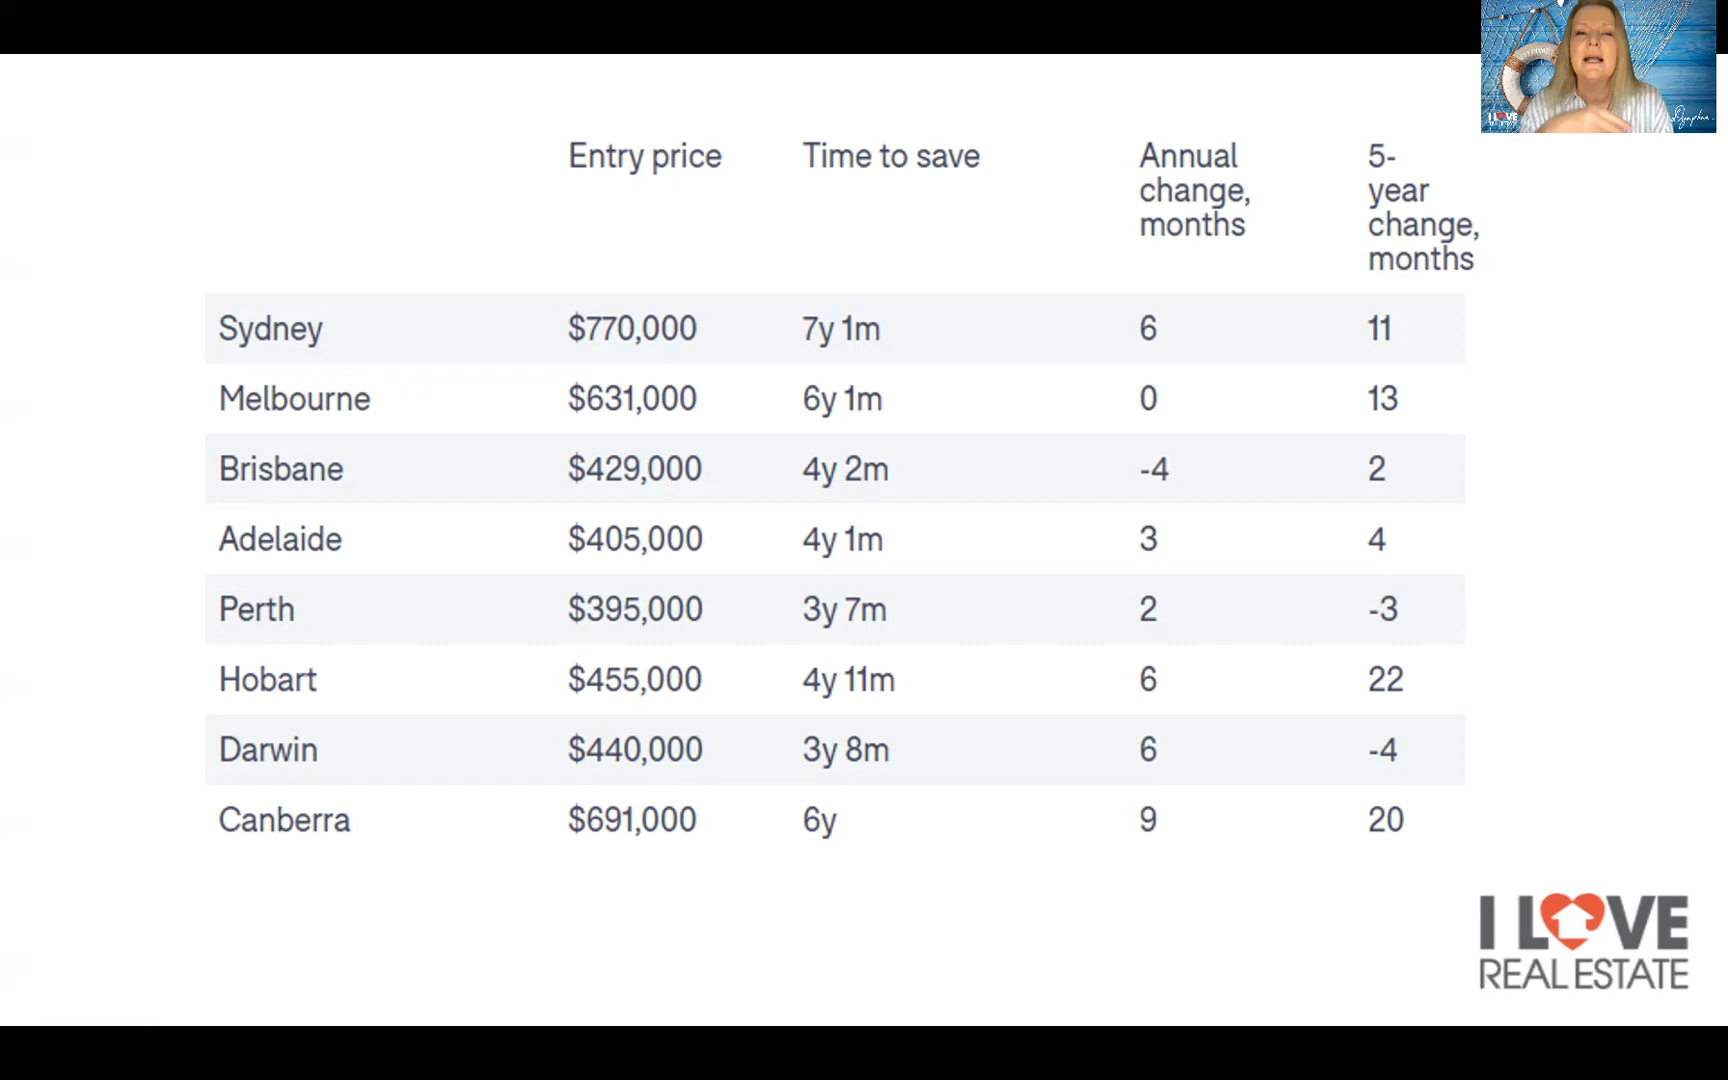 I LOVE
Entry price Time to save Annual change, months 5-year change, months
Sydney $770,000 7y 1m 6 11
Melbourne $631,000 6y 1m 0 13
Brisbane $429,000 4y 2m -4 2
Adelaide $405,000 4y 1m 3 4
Perth $395,000 3y 7m 2 -3
Hobart $455,000 4y 11m 6 22
Darwin $440,000 3y 8m 6 -4
Canberra $691,000 6y 9 20
I LOVE
REAL ESTATE